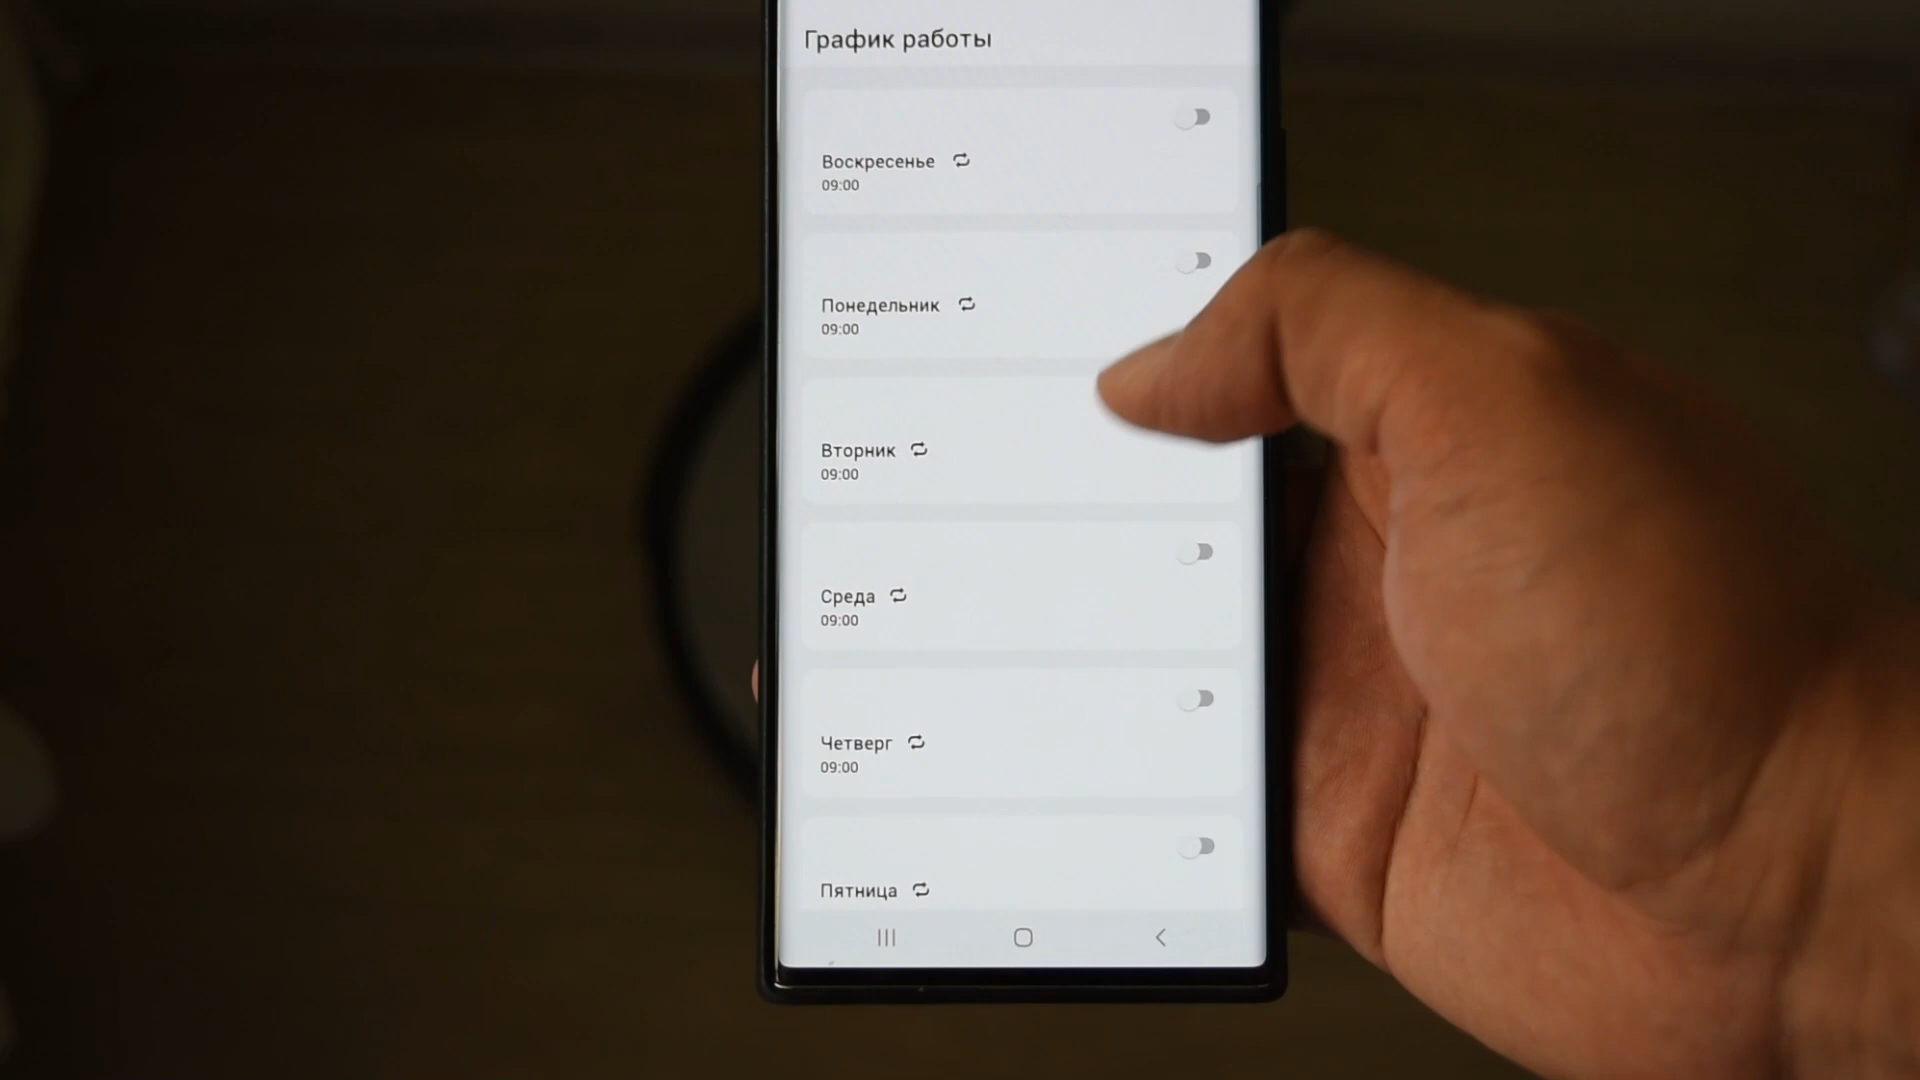 График работы
Воскресенье
09:00
Понедельник
09:00
Вторник
09:00
Среда
09:00
Четверг
09:00
Пятница